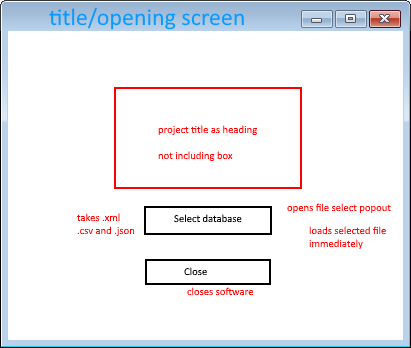 title/opening screen
project title as heading
not including box
takes .xml
.csv and .json
Select database
opens file select popout
loads selected file
immediately
Close
closes software